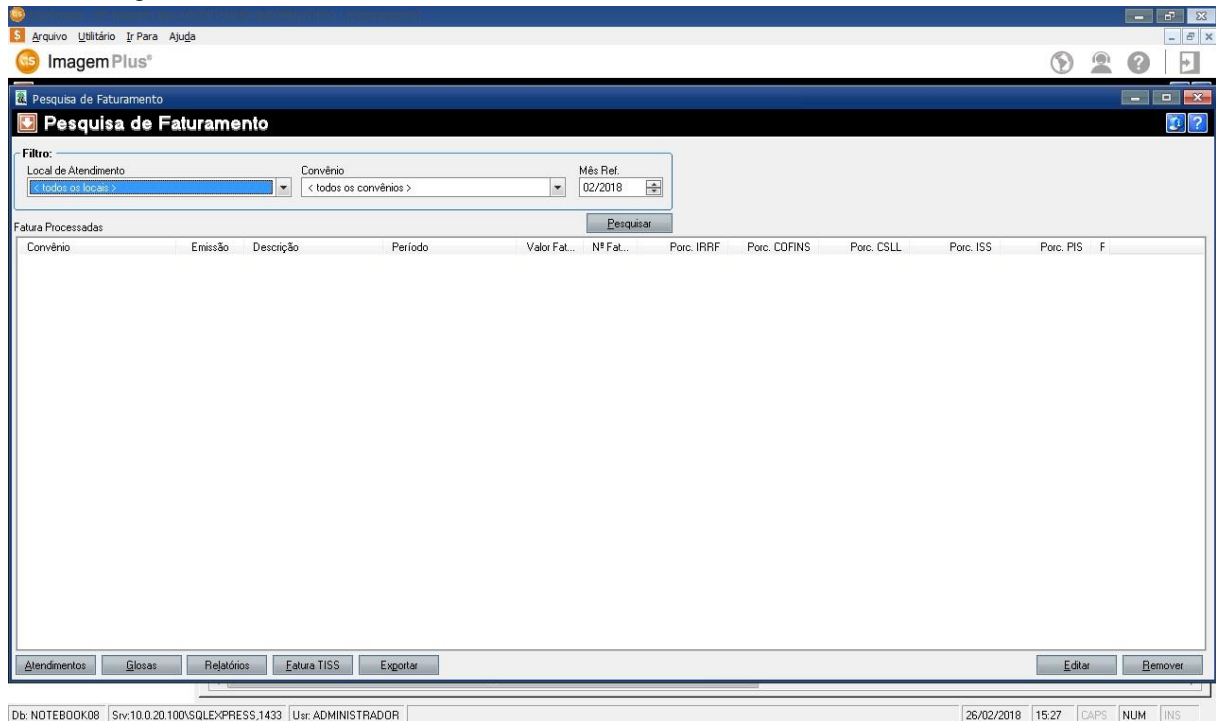 Arquivo Utilitário Ir Para Ajuda
GS ImagemPlus®
Pesquisa de Faturamento
Pesquisa de Faturamento
Filtro:
Local de Atendimento Convênio Mês Ref.
< todos os locais > < todos os convênios > 02/2018
Fatura Processadas Pesquisar
Convênio Emissão Descrição Período Valor Fat... Nª Fat... Porc. IRRF Porc. COFINS Porc. CSLL Porc. ISS Porc. PIS F
Atendimentos Glosas Relatórios Fatura TISS Exportar Editar Remover
Db: NOTEBOOK08 Srv:10.0.20.100\SQLEXPRESS,1433 Usr: ADMINISTRADOR 26/02/2018 15:27 CAPS NUM INS